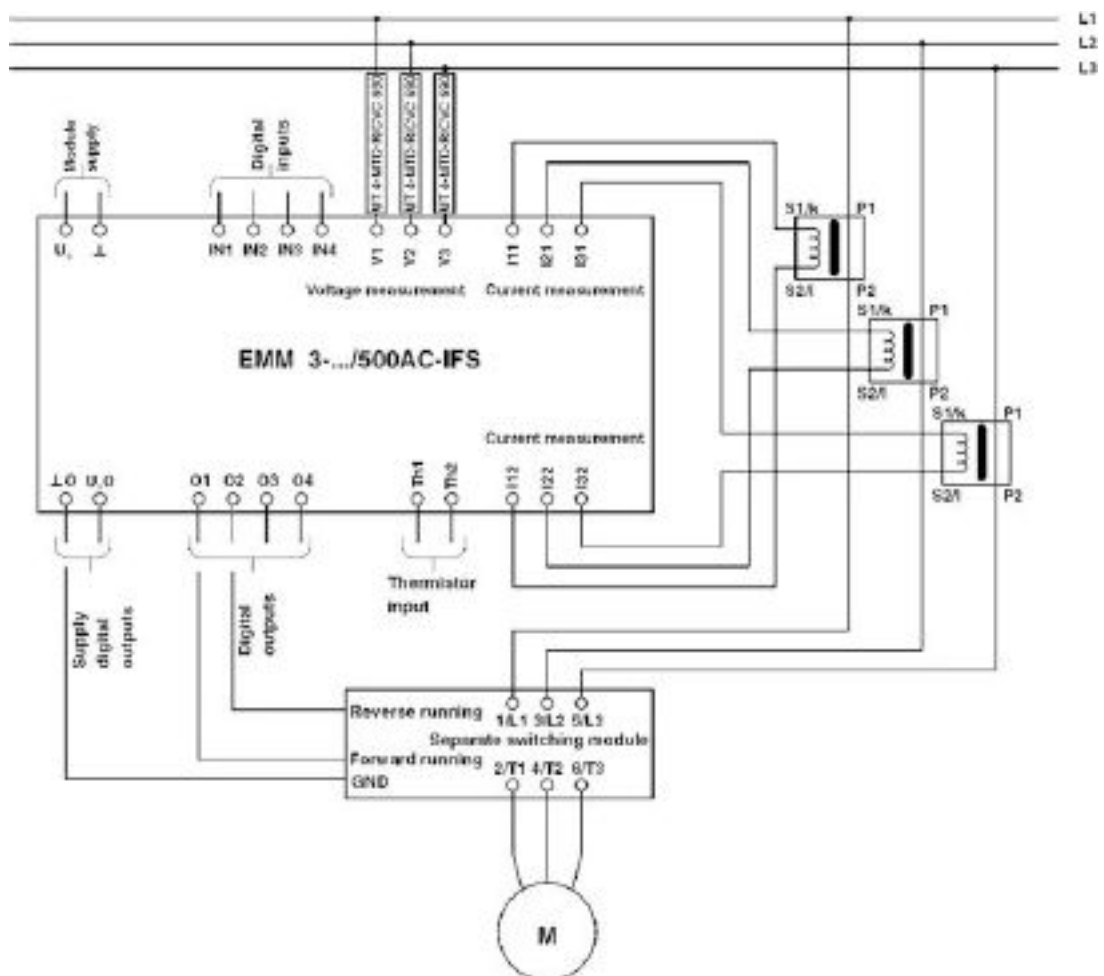 L1
L2
L3
Module
supply
Digital
inputs
IN1 IN2 IN3 IN4
V1 V2 V3
I11 I21 I31
Voltage measurement
Current measurement
S1/k P1
S2/l P2
S1/k P1
S2/l P2
S1/k P1
S2/l P2
EMM 3-.../500AC-IFS
Current measurement
O1 O2 O3 O4
Th1 Th2
I12 I22 I32
Supply
digital
outputs
Digital
outputs
Thermistor
input
Reverse running
1/L1 3/L2 5/L3
Separate switching module
Forward running
2/T1 4/T2 6/T3
GND
M